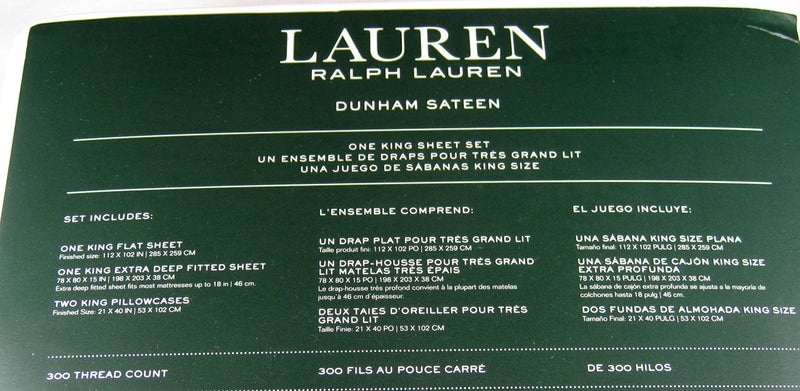 LAUREN
RALPH LAUREN
DUNHAM SATEEN
ONE KING SHEET SET
UN ENSEMBLE DE DRAPS POUR TRÈS GRAND LIT
UNA JUEGO DE SÁBANAS KING SIZE
SET INCLUDES:
ONE KING FLAT SHEET
Finished size: 112 X 102 IN | 285 X 259 CM
ONE KING EXTRA DEEP FITTED SHEET
78 X 80 X 15 IN | 198 X 203 X 38 CM
Extra deep fitted sheet fits most mattresses up to 18 in | 46 cm.
TWO KING PILLOWCASES
Finished Size: 21 X 40 IN | 53 X 102 CM
L'ENSEMBLE COMPREND:
UN DRAP PLAT POUR TRÈS GRAND LIT
Taille produit fini: 112 X 102 PO | 285 X 259 CM
UN DRAP-HOUSSE POUR TRÈS GRAND
LIT MATELAS TRÈS ÉPAIS
78 X 80 X 15 PO | 198 X 203 X 38 CM
Le drap-housse très profond convient à la plupart des matelas
jusqu'à 46 cm d'épaisseur.
DEUX TAIES D'OREILLER POUR TRÈS
GRAND LIT
Taille Finie: 21 X 40 PO | 53 X 102 CM
EL JUEGO INCLUYE:
UNA SÁBANA KING SIZE PLANA
Tamaño final: 112 X 102 PULG | 285 X 259 CM
UNA SÁBANA DE CAJÓN KING SIZE
EXTRA PROFUNDA
78 X 80 X 15 PULG | 198 X 203 X 38 CM
La sábana de cajón extra profunda se ajusta a la mayoría de
colchones hasta 18 pulg | 46 cm.
DOS FUNDAS DE ALMOHADA KING SIZE
Tamaño Final: 21 X 40 PULG | 53 X 102 CM
300 THREAD COUNT
300 FILS AU POUCE CARRÉ
DE 300 HILOS